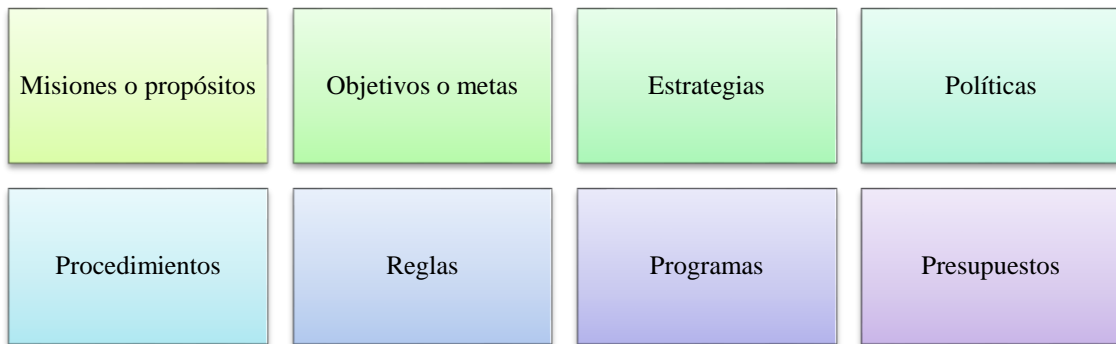 Misiones o propósitos
Objetivos o metas
Estrategias
Políticas
Procedimientos
Reglas
Programas
Presupuestos